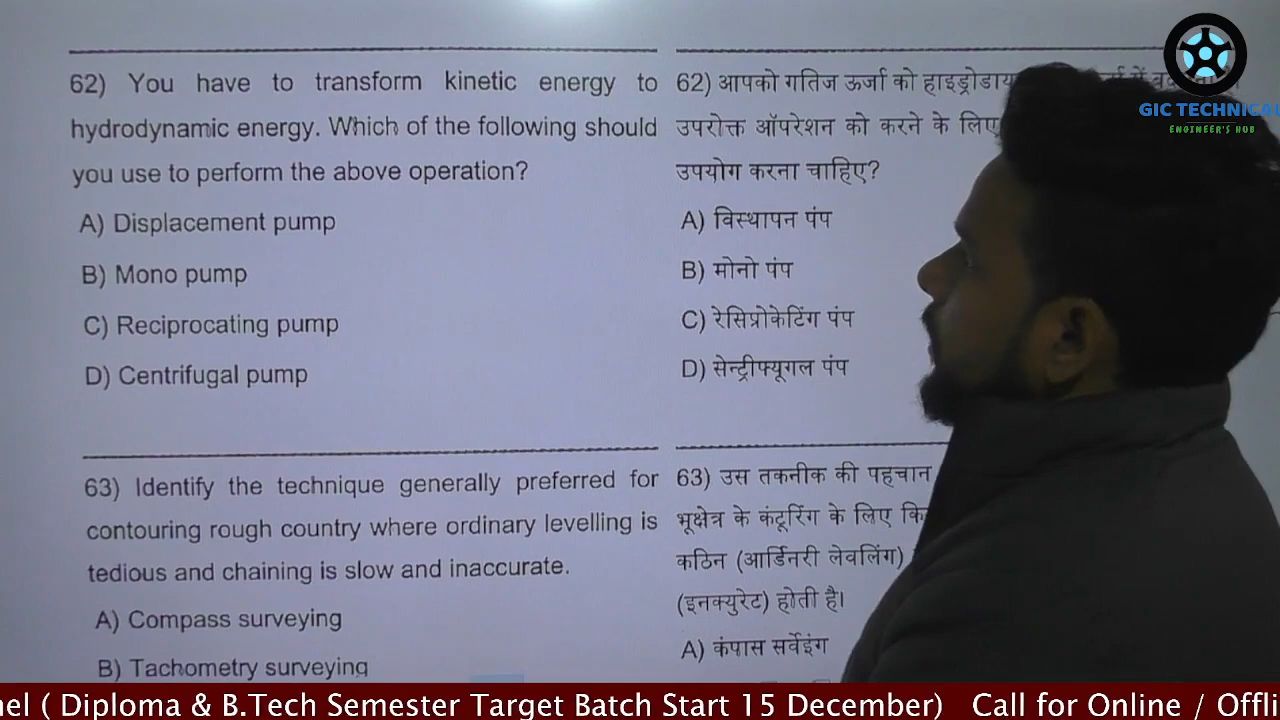 62) You have to transform kinetic energy to
hydrodynamic energy. Which of the following should
you use to perform the above operation?
A) Displacement pump
B) Mono pump
C) Reciprocating pump
D) Centrifugal pump
63) Identify the technique generally preferred for
contouring rough country where ordinary levelling is
tedious and chaining is slow and inaccurate.
A) Compass surveying
B) Tachometry surveying
62) आपको गतिज ऊर्जा को
उपरोक्त ऑपरेशन को करने के लिए
उपयोग करना चाहिए?
A) विस्थापन पंप
B) मोनो पंप
C) रेसिप्रोकेटिंग पंप
D) सेन्ट्रीफ्यूगल पंप
63) उस तकनीक की पहचान
भूक्षेत्र के कंटूरिंग के लिए
कठिन (आर्डिनरी लेवलिंग)
(इनक्युरेट) होती है।
A) कंपास सर्वेइंग
GIC TECHNICAL
ENGINEER'S HUB
( Diploma & B.Tech Semester Target Batch Start 15 December) Call for Online /